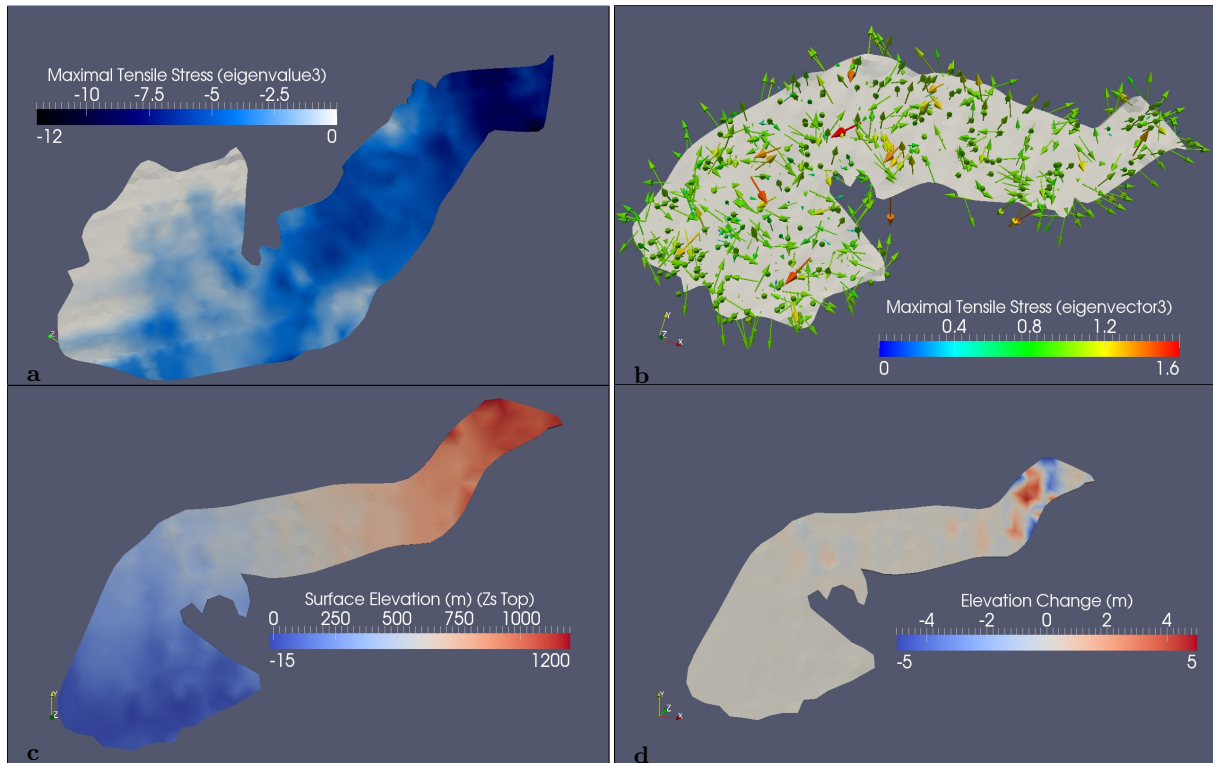 Maximal Tensile Stress (eigenvalue3)
-10 -7.5 -5 -2.5
-12 0
Z
a
Maximal Tensile Stress (eigenvector3)
0.4 0.8 1.2
0 1.6
Y
Z X
b
Surface Elevation (m) (Zs Top)
0 250 500 750 1000
-15 1200
Y
Z
c
Elevation Change (m)
-4 -2 0 2 4
-5 5
Y
Z
X
d